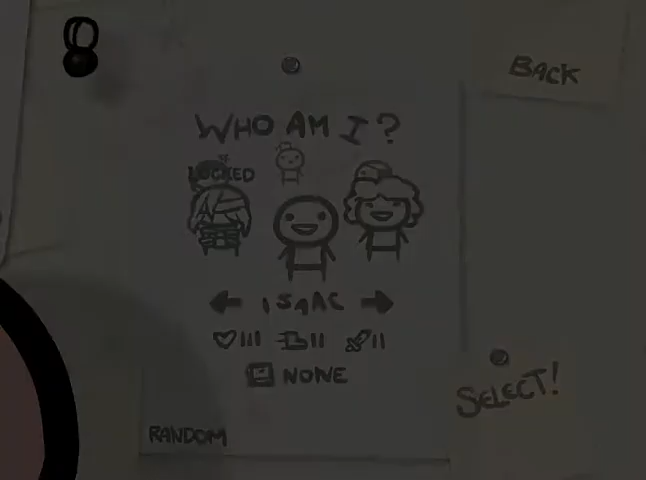 BACK
WHO AM I?
LOCKED
ISAAC
NONE
SELECT!
RANDOM